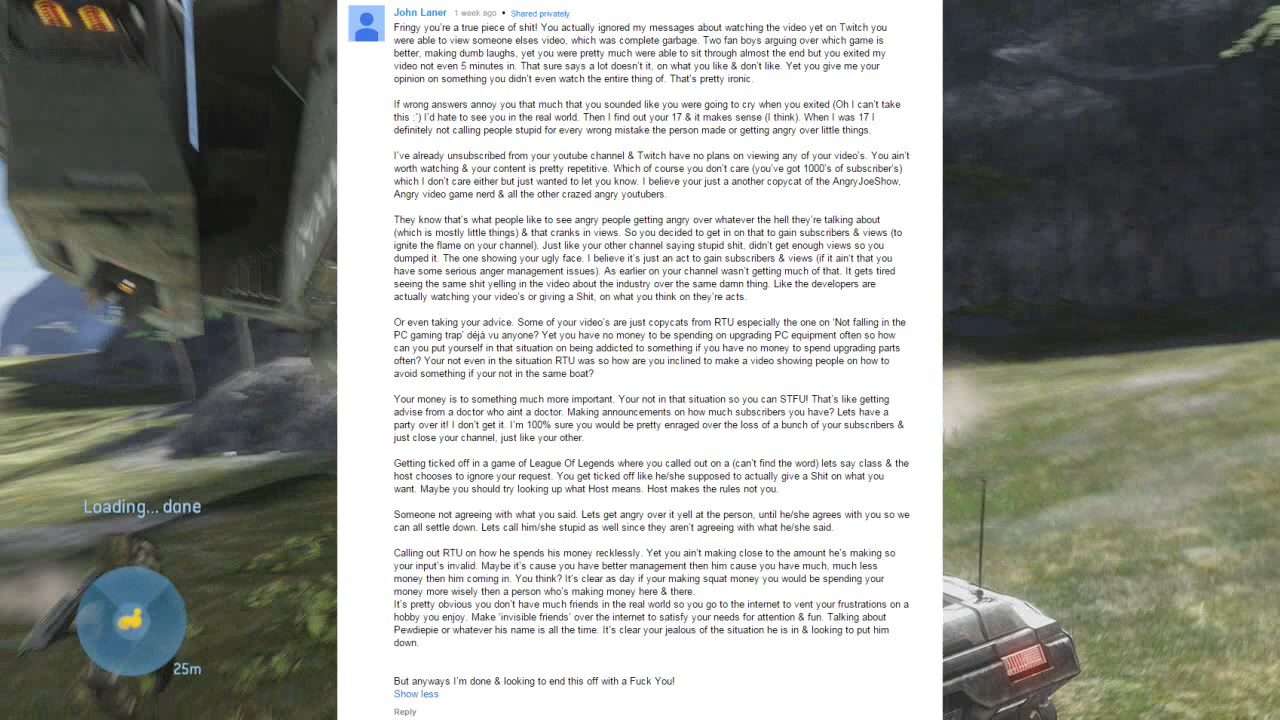 John Laner 1 week ago • Shared privately
Fringy you're a true piece of shit! You actually ignored my messages about watching the video yet on Twitch you
were able to view someone elses video, which was complete garbage. Two fan boys arguing over which game is
better, making dumb laughs, yet you were pretty much were able to sit through almost the end but you exited my
video not even 5 minutes in. That sure says a lot doesn't it, on what you like & don't like. Yet you give me your
opinion on something you didn't even watch the entire thing of. That's pretty ironic.
If wrong answers annoy you that much that you sounded like you were going to cry when you exited (Oh I can't take
this :') I'd hate to see you in the real world. Then I find out your 17 & it makes sense (I think). When I was 17 I
definitely not calling people stupid for every wrong mistake the person made or getting angry over little things.
I've already unsubscribed from your youtube channel & Twitch have no plans on viewing any of your video's. You ain't
worth watching & your content is pretty repetitive. Which of course you don't care (you've got 1000's of subscriber's)
which I don't care either but just wanted to let you know. I believe your just a another copycat of the AngryJoeShow,
Angry video game nerd & all the other crazed angry youtubers.
They know that's what people like to see angry people getting angry over whatever the hell they're talking about
(which is mostly little things) & that cranks in views. So you decided to get in on that to gain subscribers & views (to
ignite the flame on your channel). Just like your other channel saying stupid shit, didn't get enough views so you
dumped it. The one showing your ugly face. I believe it's just an act to gain subscribers & views (if it ain't that you
have some serious anger management issues). As earlier on your channel wasn't getting much of that. It gets tired
seeing the same shit yelling in the video about the industry over the same damn thing. Like the developers are
actually watching your video's or giving a Shit, on what you think on they're acts.
Or even taking your advice. Some of your video's are just copycats from RTU especially the one on 'Not falling in the
PC gaming trap' déjà vu anyone? Yet you have no money to be spending on upgrading PC equipment often so how
can you put yourself in that situation on being addicted to something if you have no money to spend upgrading parts
often? Your not even in the situation RTU was so how are you inclined to make a video showing people on how to
avoid something if your not in the same boat?
Your money is to something much more important. Your not in that situation so you can STFU! That's like getting
advise from a doctor who aint a doctor. Making announcements on how much subscribers you have? Lets have a
party over it! I don't get it. I'm 100% sure you would be pretty enraged over the loss of a bunch of your subscribers &
just close your channel, just like your other.
Getting ticked off in a game of League Of Legends where you called out on a (can't find the word) lets say class & the
host chooses to ignore your request. You get ticked off like he/she supposed to actually give a Shit on what you
want. Maybe you should try looking up what Host means. Host makes the rules not you.
Someone not agreeing with what you said. Lets get angry over it yell at the person, until he/she agrees with you so we
can all settle down. Lets call him/she stupid as well since they aren't agreeing with what he/she said.
Calling out RTU on how he spends his money recklessly. Yet you ain't making close to the amount he's making so
your input's invalid. Maybe it's cause you have better management then him cause you have much, much less
money then him coming in. You think? It's clear as day if your making squat money you would be spending your
money more wisely then a person who's making money here & there.
It's pretty obvious you don't have much friends in the real world so you go to the internet to vent your frustrations on a
hobby you enjoy. Make 'invisible friends' over the internet to satisfy your needs for attention & fun. Talking about
Pewdiepie or whatever his name is all the time. It's clear your jealous of the situation he is in & looking to put him
down.
But anyways I'm done & looking to end this off with a Fuck You!
Show less
Reply
Loading... done
25m